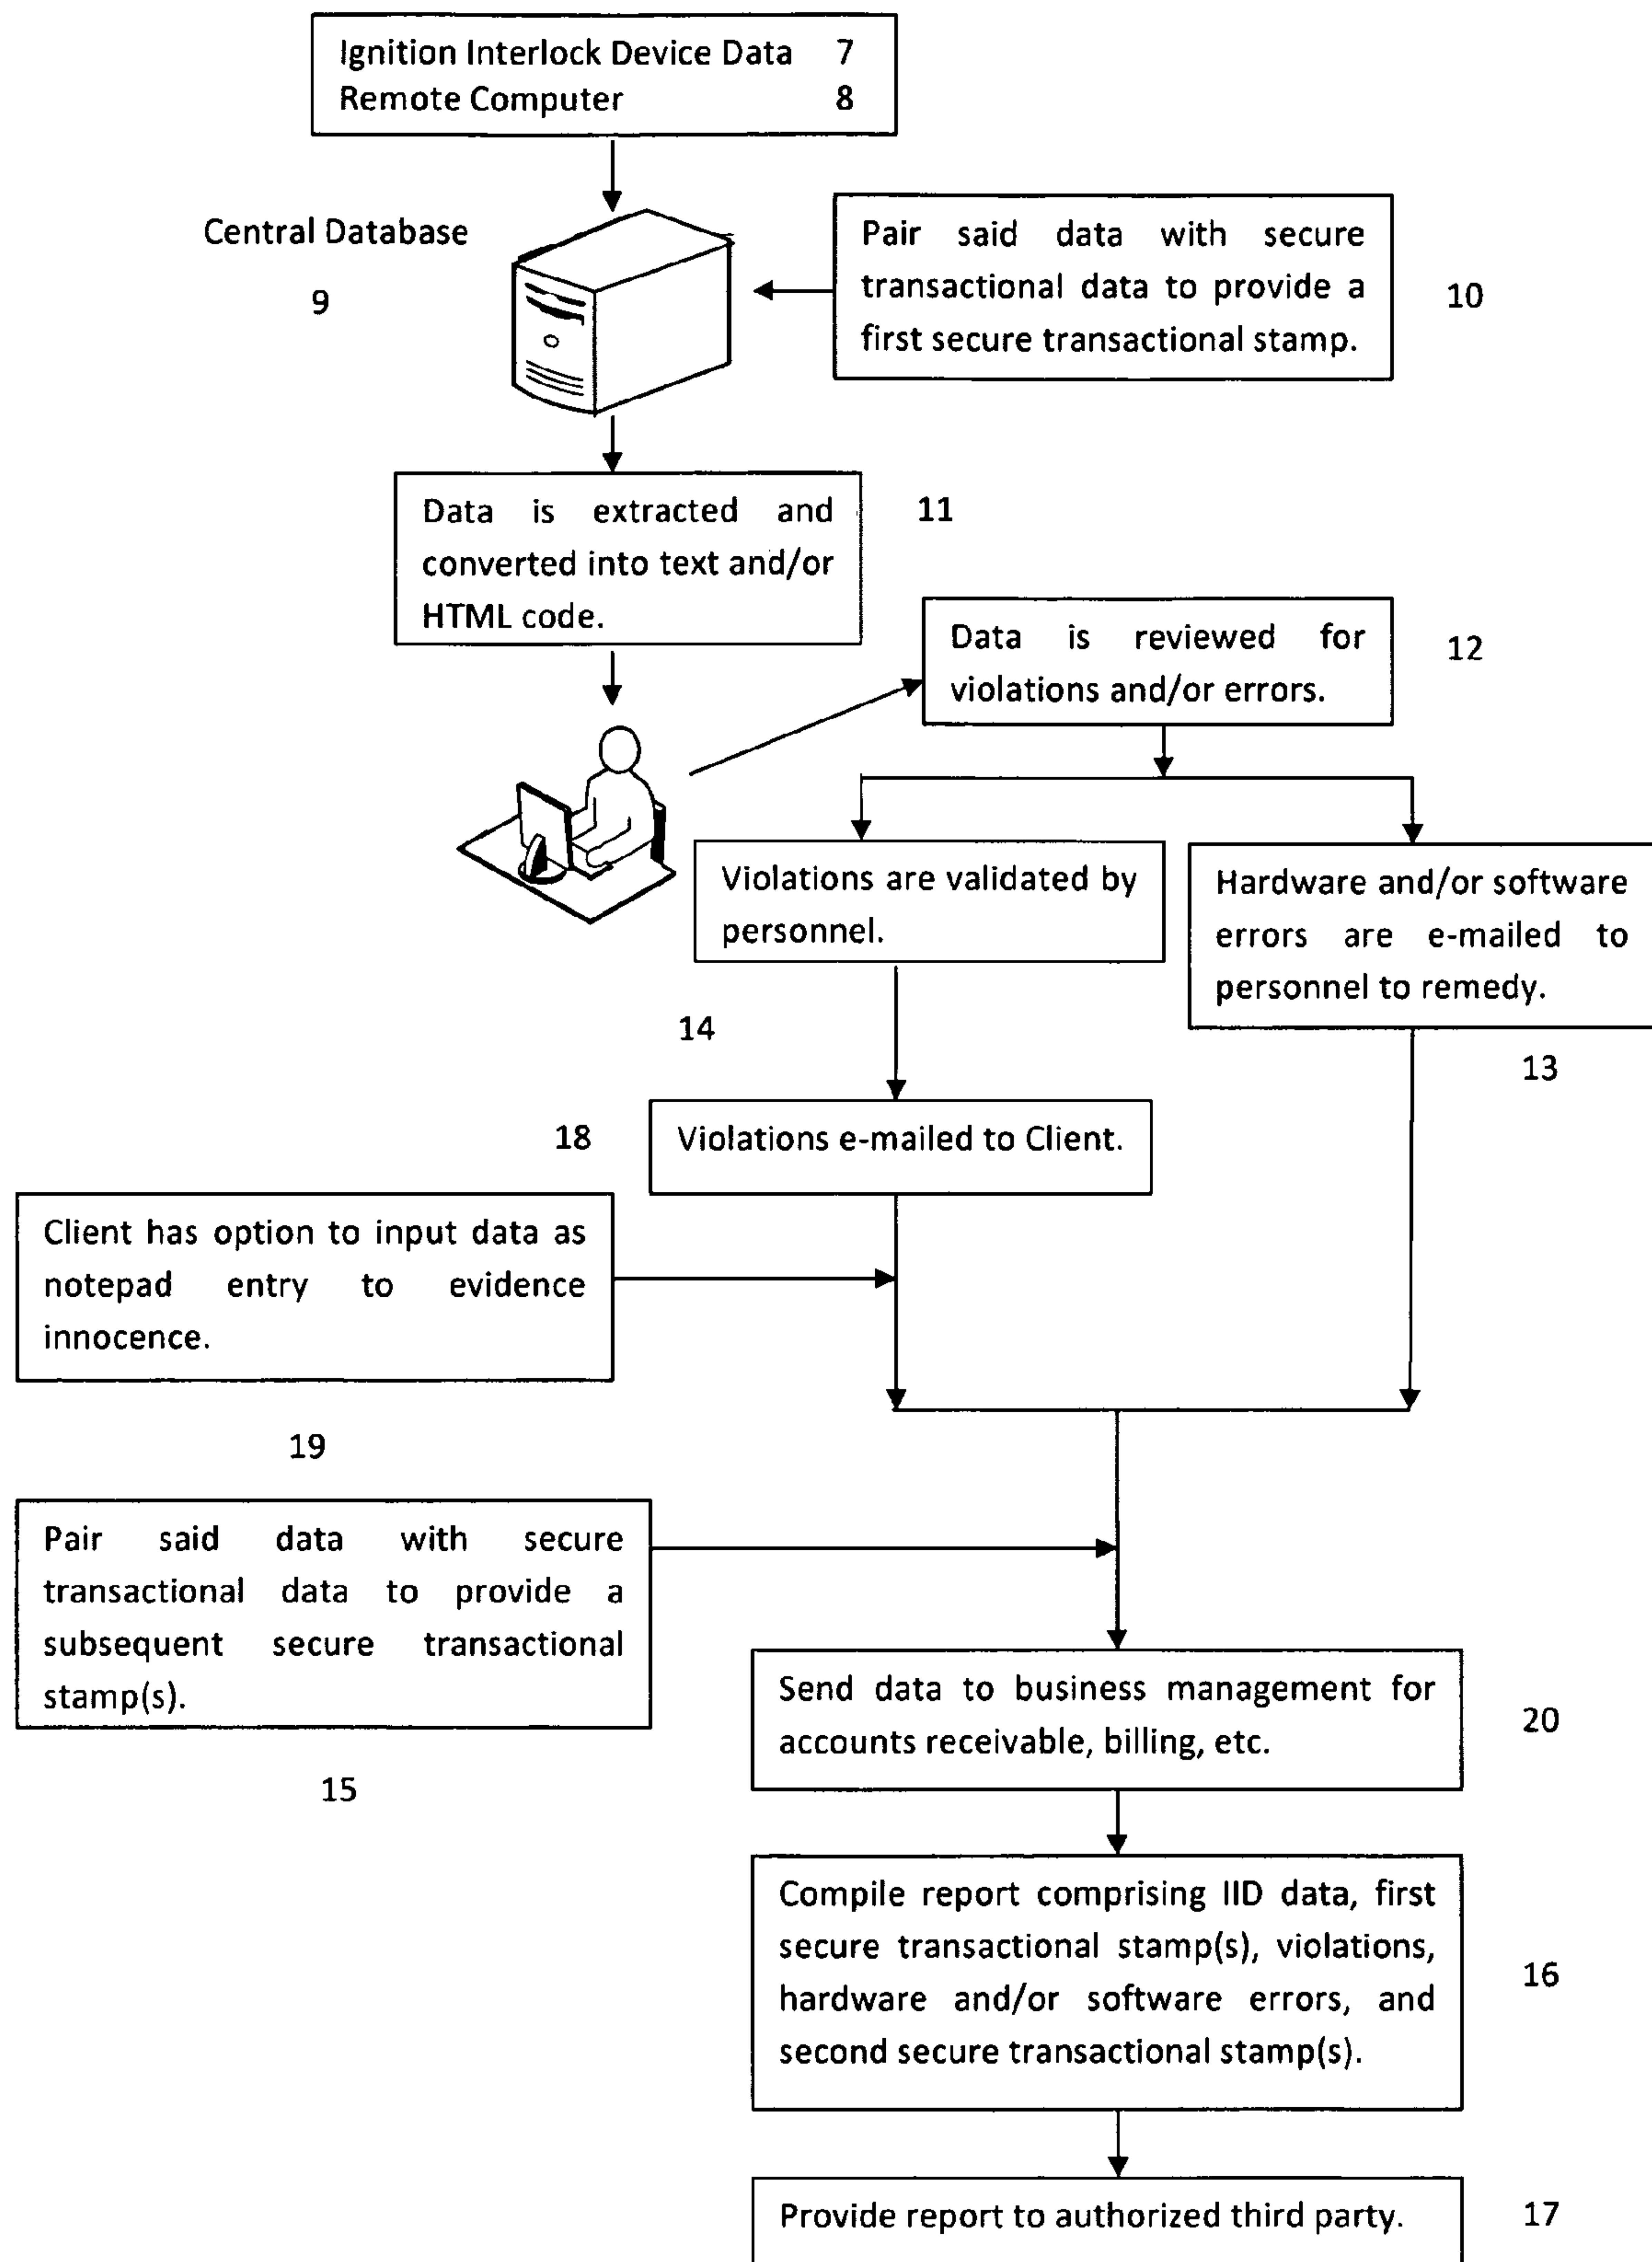 Ignition Interlock Device Data 7
Remote Computer 8
Central Database
9
Pair said data with secure
transactional data to provide a
first secure transactional stamp.
10
Data is extracted and
converted into text and/or
HTML code.
11
Data is reviewed for
violations and/or errors.
12
Violations are validated by
personnel.
14
Hardware and/or software
errors are e-mailed to
personnel to remedy.
13
18
Violations e-mailed to Client.
Client has option to input data as
notepad entry to evidence
innocence.
19
Pair said data with secure
transactional data to provide a
subsequent secure transactional
stamp(s).
15
Send data to business management for
accounts receivable, billing, etc.
20
Compile report comprising IID data, first
secure transactional stamp(s), violations,
hardware and/or software errors, and
second secure transactional stamp(s).
16
Provide report to authorized third party.
17